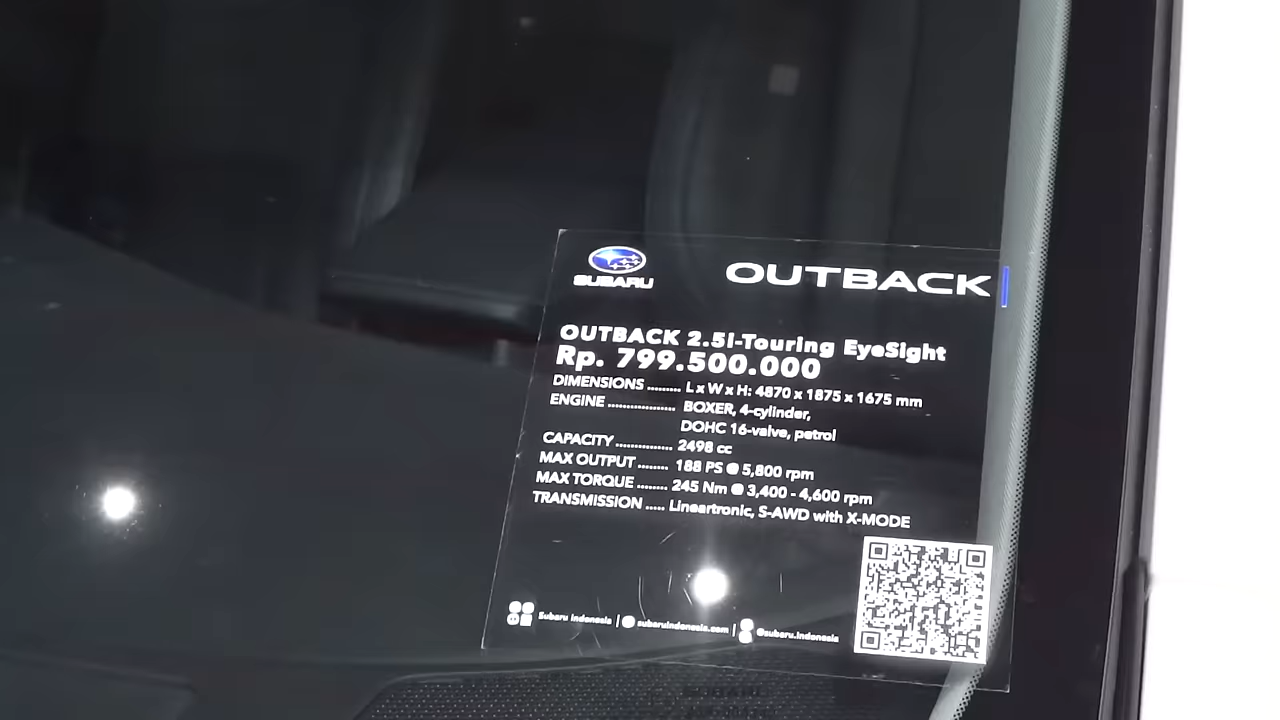 SUBARU
OUTBACK
OUTBACK 2.5i-Touring EyeSight
Rp. 799.500.000
DIMENSIONS ......... L x W x H: 4870 x 1875 x 1675 mm
ENGINE .................. BOXER, 4-cylinder,
DOHC 16-valve, petrol
CAPACITY ............... 2498 cc
MAX OUTPUT ........ 188 PS @ 5,800 rpm
MAX TORQUE ........ 245 Nm @ 3,400 - 4,600 rpm
TRANSMISSION ..... Lineartronic, S-AWD with X-MODE
Subaru Indonesia | subaruindonesia.com | @subaru.indonesia
SUBARU